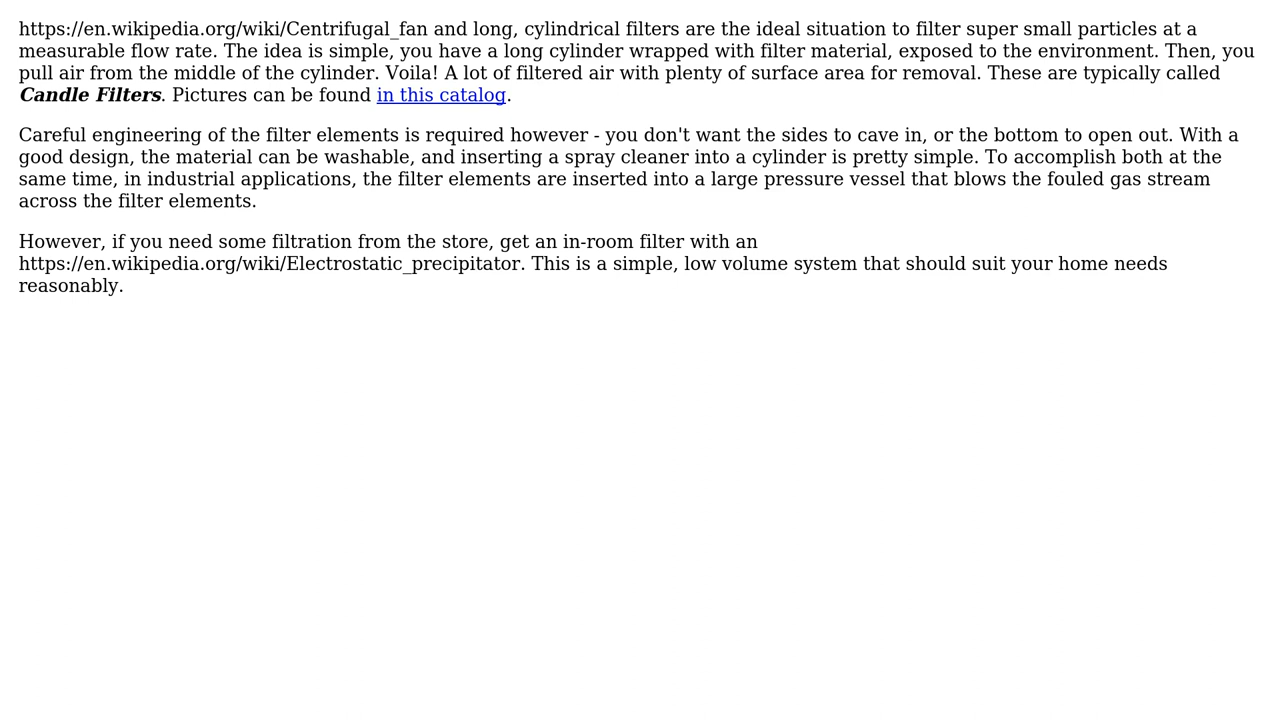 https://en.wikipedia.org/wiki/Centrifugal_fan and long, cylindrical filters are the ideal situation to filter super small particles at a
measurable flow rate. The idea is simple, you have a long cylinder wrapped with filter material, exposed to the environment. Then, you
pull air from the middle of the cylinder. Voila! A lot of filtered air with plenty of surface area for removal. These are typically called
Candle Filters. Pictures can be found in this catalog.
Careful engineering of the filter elements is required however - you don't want the sides to cave in, or the bottom to open out. With a
good design, the material can be washable, and inserting a spray cleaner into a cylinder is pretty simple. To accomplish both at the
same time, in industrial applications, the filter elements are inserted into a large pressure vessel that blows the fouled gas stream
across the filter elements.
However, if you need some filtration from the store, get an in-room filter with an
https://en.wikipedia.org/wiki/Electrostatic_precipitator. This is a simple, low volume system that should suit your home needs
reasonably.